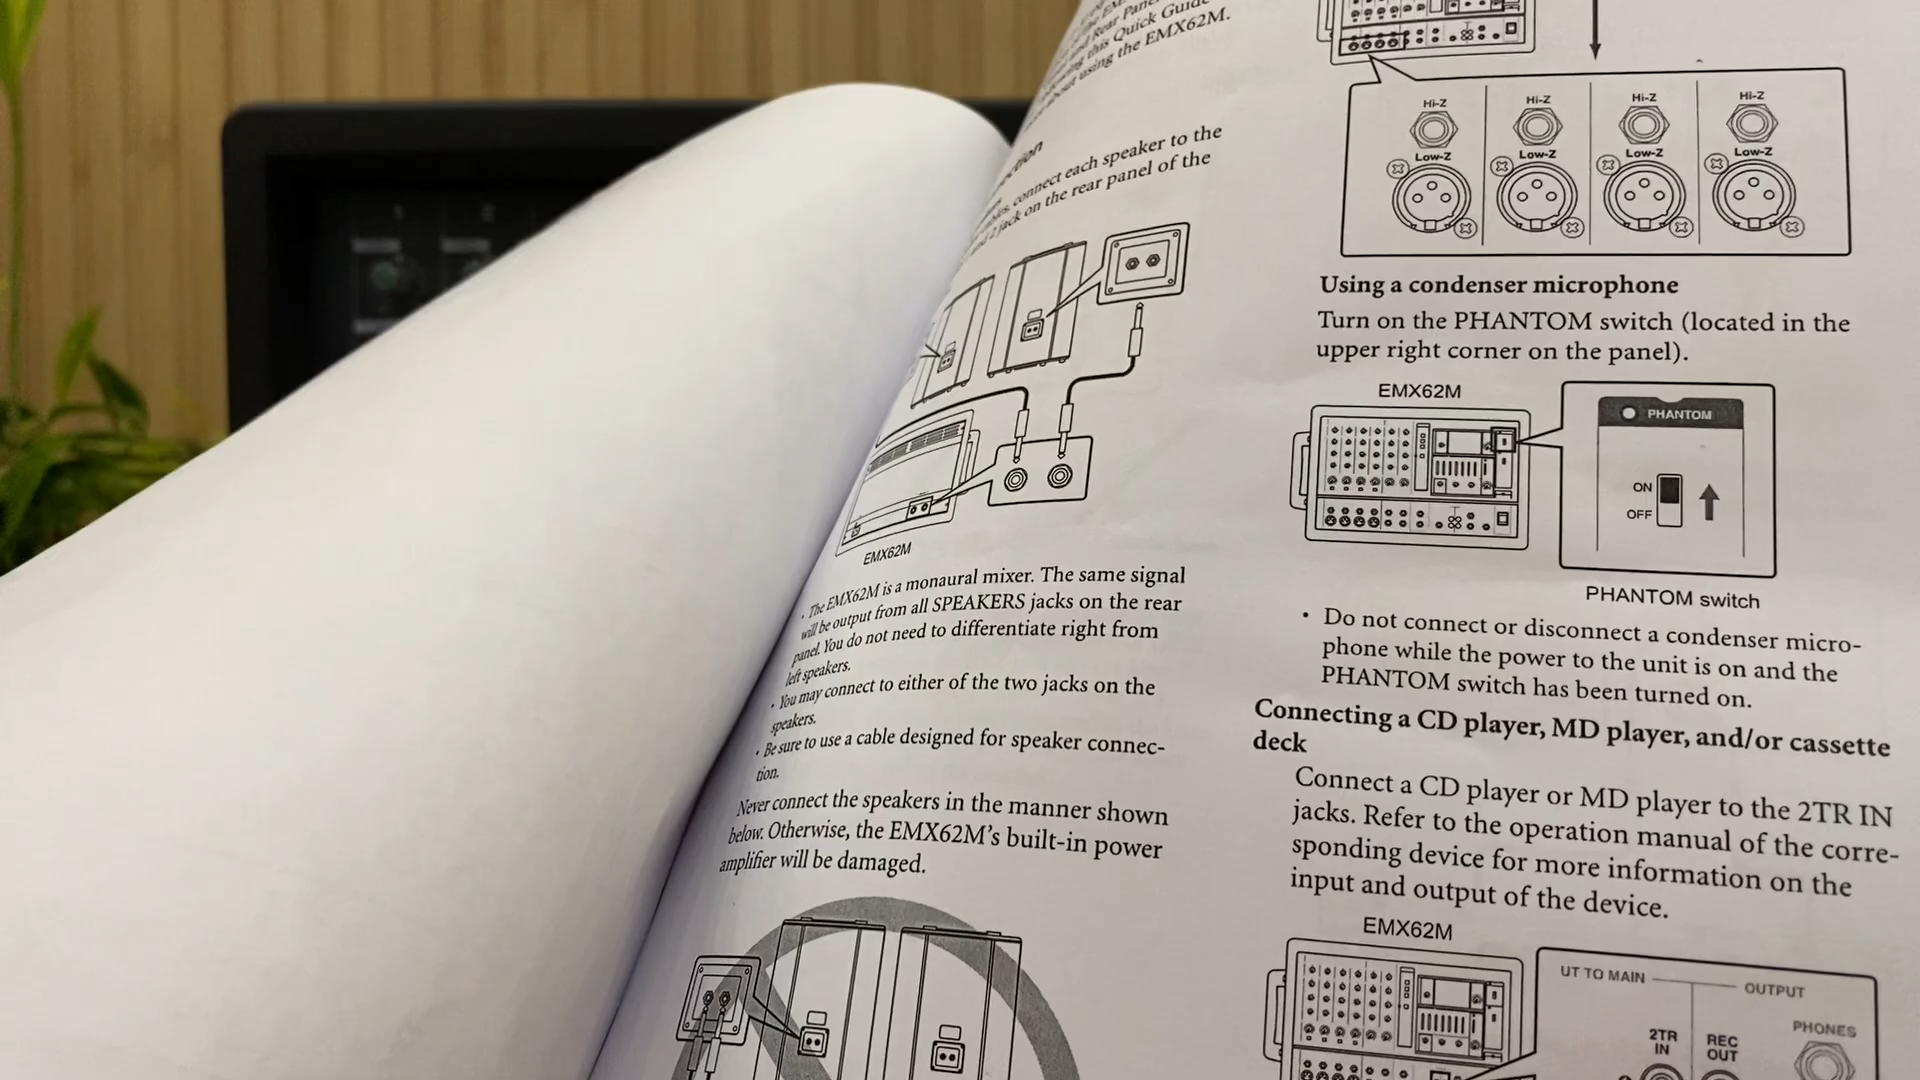 and Rear Panel
this Quick Guide
about using the EMX62M.
connect each speaker to the
2 jack on the rear panel of the
EMX62M
• The EMX62M is a monaural mixer. The same signal
will be output from all SPEAKERS jacks on the rear
panel. You do not need to differentiate right from
left speakers.
• You may connect to either of the two jacks on the
speakers.
• Be sure to use a cable designed for speaker connec-
tion.
Never connect the speakers in the manner shown
below. Otherwise, the EMX62M's built-in power
amplifier will be damaged.
Hi-Z Hi-Z Hi-Z Hi-Z
Low-Z Low-Z Low-Z Low-Z
Using a condenser microphone
Turn on the PHANTOM switch (located in the
upper right corner on the panel).
EMX62M
PHANTOM
ON
OFF
PHANTOM switch
• Do not connect or disconnect a condenser micro-
phone while the power to the unit is on and the
PHANTOM switch has been turned on.
Connecting a CD player, MD player, and/or cassette
deck
Connect a CD player or MD player to the 2TR IN
jacks. Refer to the operation manual of the corre-
sponding device for more information on the
input and output of the device.
EMX62M
UT TO MAIN OUTPUT
2TR
IN
REC
OUT
PHONES
1 2